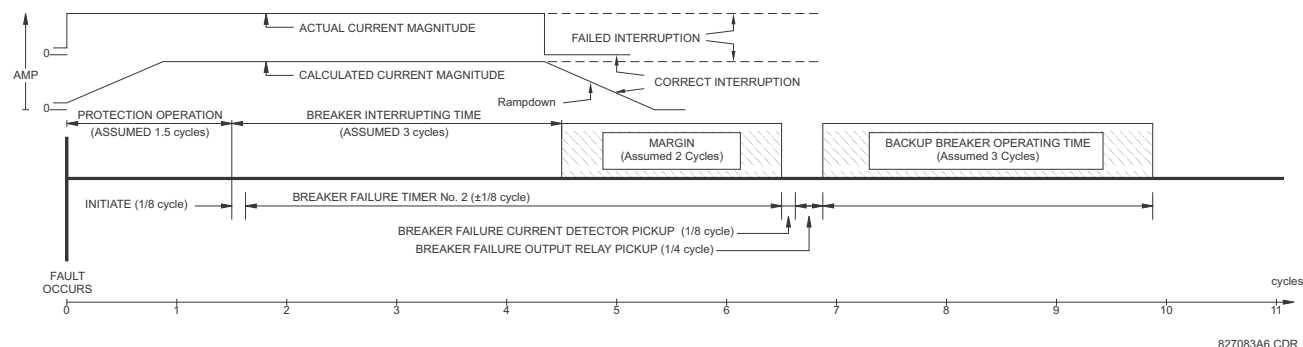 ACTUAL CURRENT MAGNITUDE
FAILED INTERRUPTION
0
AMP
CALCULATED CURRENT MAGNITUDE
CORRECT INTERRUPTION
Rampdown
0
PROTECTION OPERATION
(ASSUMED 1.5 cycles)
BREAKER INTERRUPTING TIME
(ASSUMED 3 cycles)
MARGIN
(Assumed 2 Cycles)
BACKUP BREAKER OPERATING TIME
(Assumed 3 Cycles)
INITIATE (1/8 cycle)
BREAKER FAILURE TIMER No. 2 (±1/8 cycle)
BREAKER FAILURE CURRENT DETECTOR PICKUP (1/8 cycle)
BREAKER FAILURE OUTPUT RELAY PICKUP (1/4 cycle)
FAULT
OCCURS
cycles
0 1 2 3 4 5 6 7 8 9 10 11
827083A6.CDR